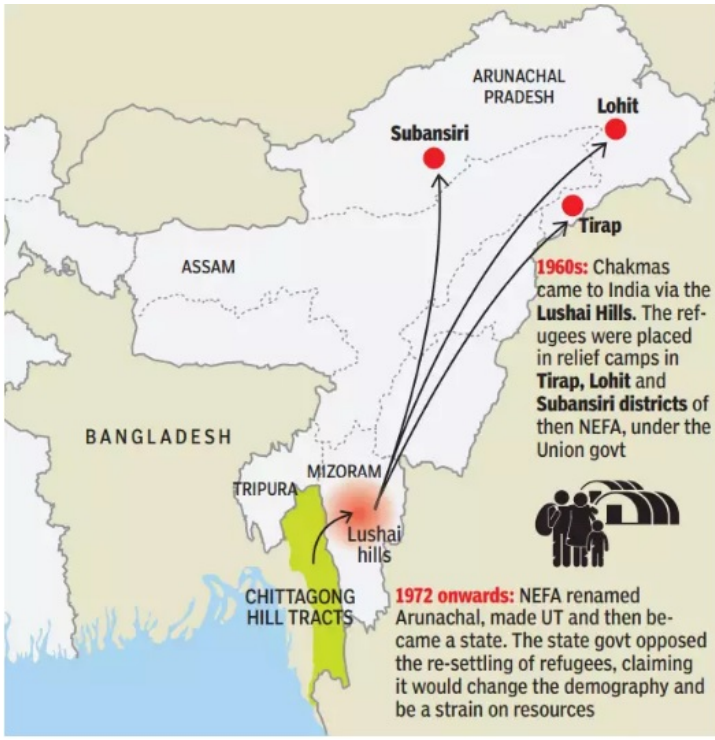 ARUNACHAL
PRADESH
Lohit
Subansiri
Tirap
ASSAM
1960s: Chakmas
came to India via the
Lushai Hills. The ref-
ugees were placed
in relief camps in
Tirap, Lohit and
Subansiri districts of
then NEFA, under the
Union govt
BANGLADESH
MIZORAM
TRIPURA
Lushai
hills
CHITTAGONG
HILL TRACTS
1972 onwards: NEFA renamed
Arunachal, made UT and then be-
came a state. The state govt opposed
the re-settling of refugees, claiming
it would change the demography and
be a strain on resources